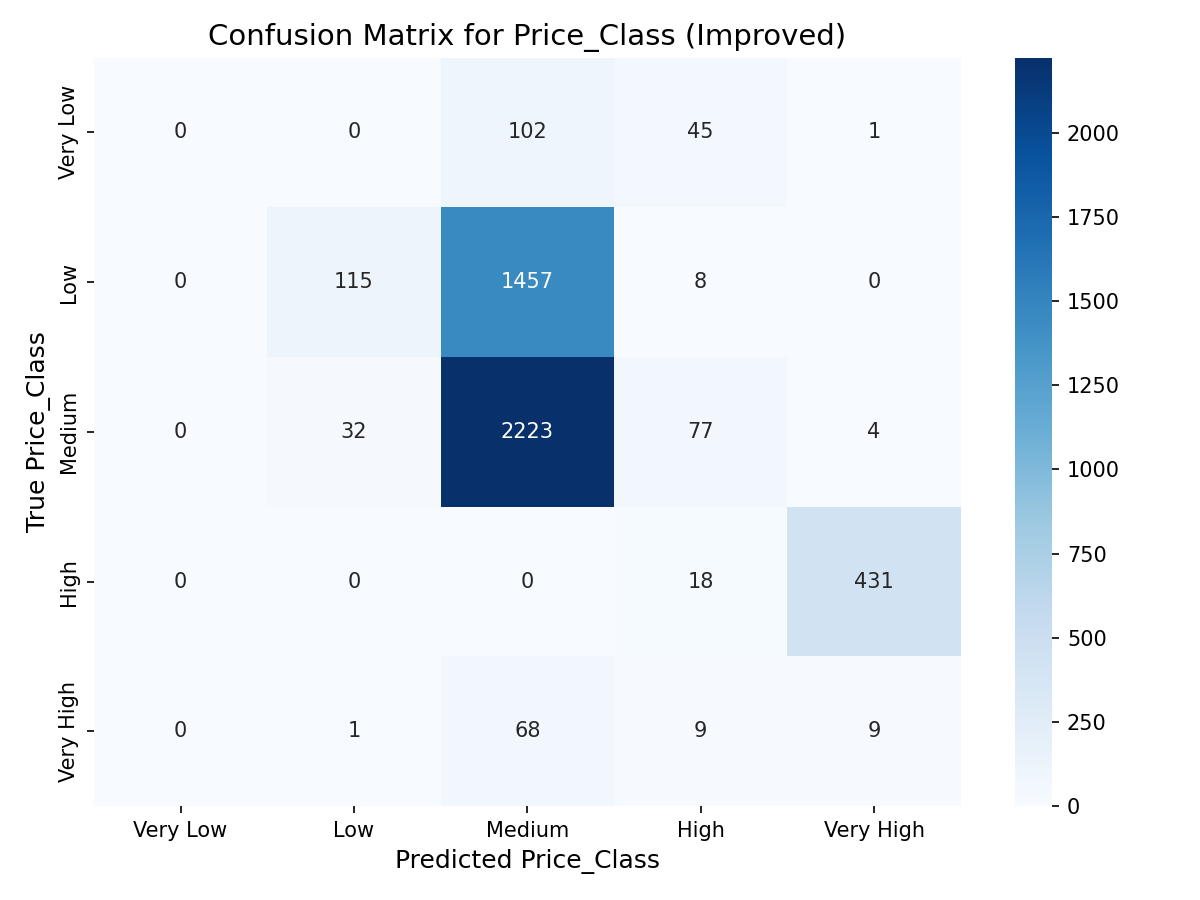 Confusion Matrix for Price_Class (Improved)
True Price_Class
Very Low
0 0 102 45 1
Low
0 115 1457 8 0
Medium
0 32 2223 77 4
High
0 0 0 18 431
Very High
0 1 68 9 9
Very Low Low Medium High Very High
Predicted Price_Class
2000
1750
1500
1250
1000
750
500
250
0